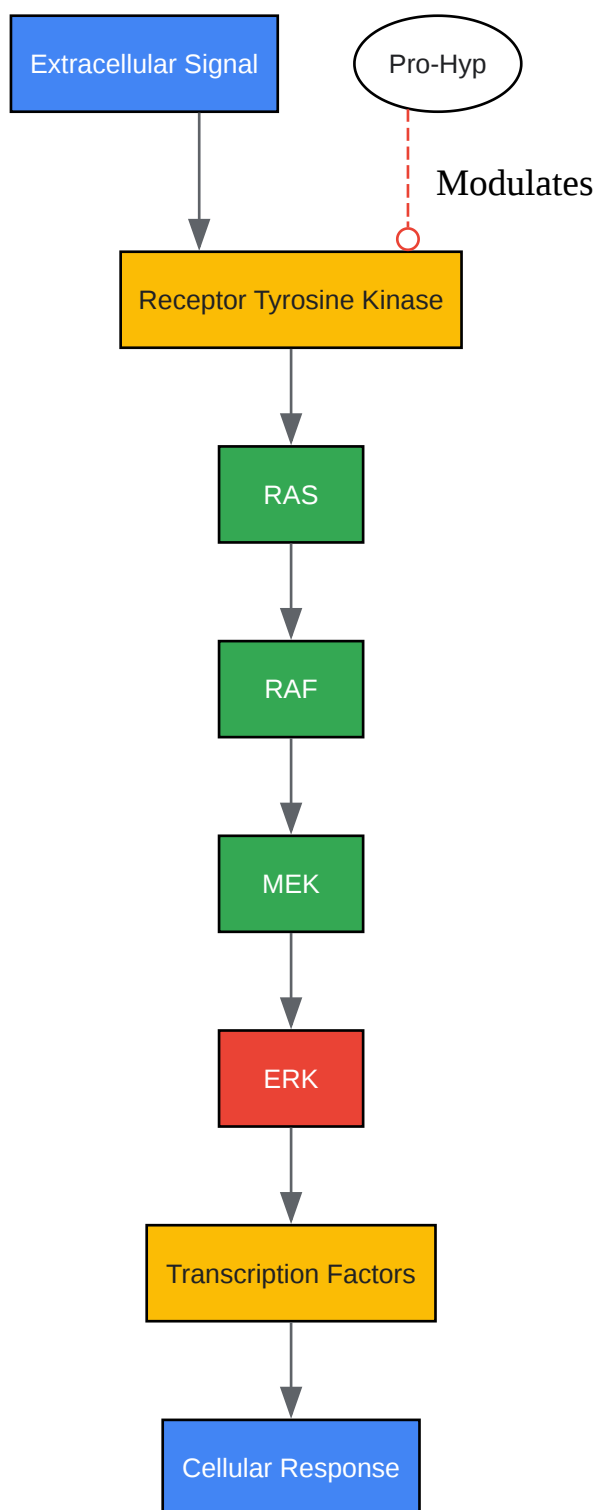 Extracellular Signal
Pro-Hyp
Modulates
Receptor Tyrosine Kinase
RAS
RAF
MEK
ERK
Transcription Factors
Cellular Response